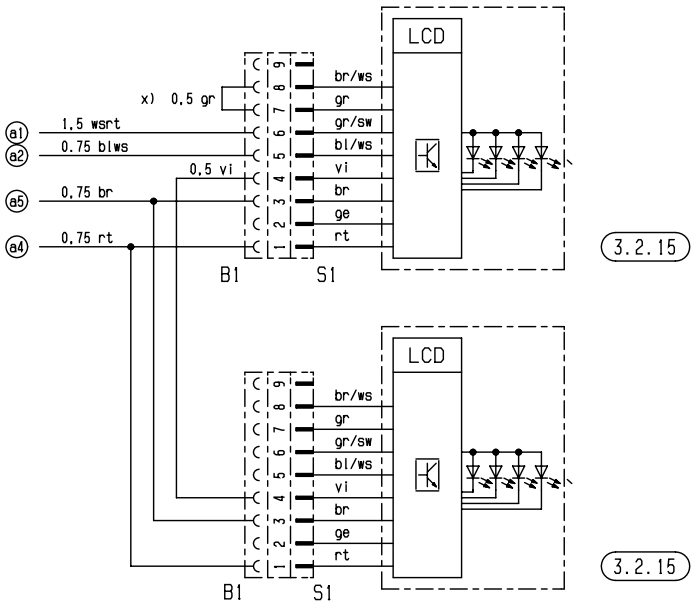 LCD
9
br/ws
8
x) 0,5 gr
gr
7
a1 1,5 wsrt
gr/sw
6
a2 0.75 blws
bl/ws
5
0,5 vi
vi
4
a5 0,75 br
br
3
ge
2
a4 0,75 rt
rt
1
3.2.15
B1 S1
LCD
9
br/ws
8
gr
7
gr/sw
6
bl/ws
5
vi
4
br
3
ge
2
rt
1
3.2.15
B1 S1